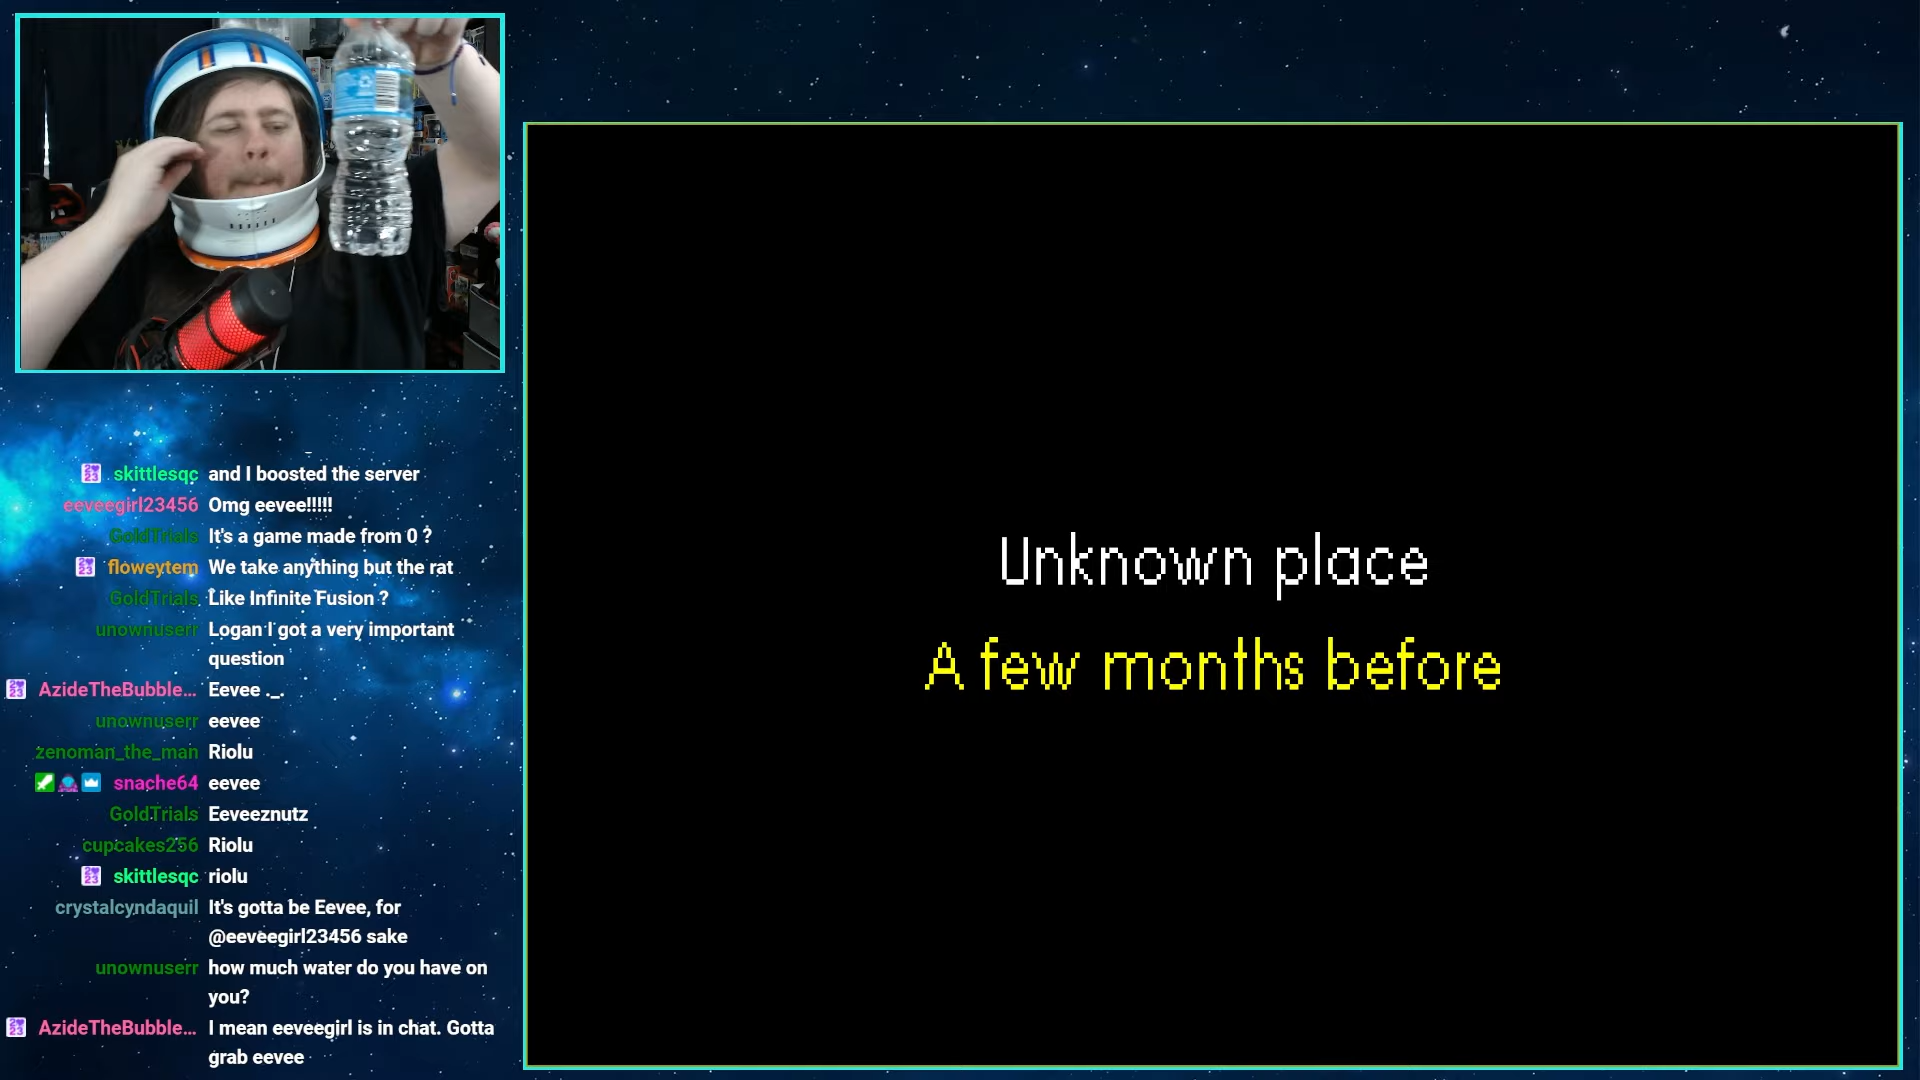 skittlesqc and I boosted the server
eeveegirl23456 Omg eevee!!!!!
GoldTrials It's a game made from 0 ?
floweytem We take anything but the rat
GoldTrials Like Infinite Fusion ?
unownuserr Logan I got a very important
question
AzideTheBubble... Eevee ._.
unownuserr eevee
zenoman_the_man Riolu
snache64 eevee
GoldTrials Eeveeznutz
cupcakes256 Riolu
skittlesqc riolu
crystalcyndaquil It's gotta be Eevee, for
@eeveegirl23456 sake
unownuserr how much water do you have on
you?
AzideTheBubble... I mean eeveegirl is in chat. Gotta
grab eevee
Unknown place
A few months before